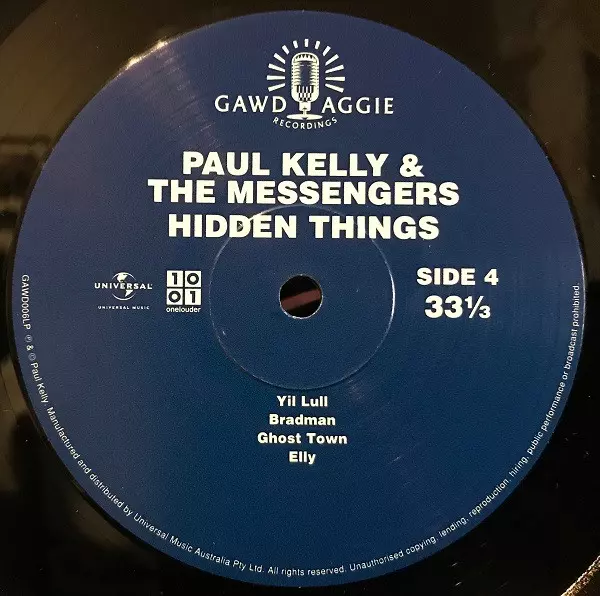 GAWD AGGIE
RECORDINGS
PAUL KELLY &
THE MESSENGERS
HIDDEN THINGS
UNIVERSAL
UNIVERSAL MUSIC
10
01
onelouder
SIDE 4
33⅓
Yil Lull
Bradman
Ghost Town
Elly
GAWD006LP ℗ & © Paul Kelly. Manufactured and distributed by Universal Music Australia Pty Ltd. All rights reserved. Unauthorised copying, lending, reproduction, hiring, public performance or broadcast prohibited.